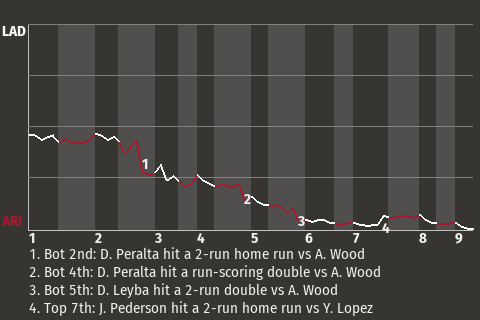 LAD
1
2
3
4
ARI
1 2 3 4 5 6 7 8 9
1. Bot 2nd: D. Peralta hit a 2-run home run vs A. Wood
2. Bot 4th: D. Peralta hit a run-scoring double vs A. Wood
3. Bot 5th: D. Leyba hit a 2-run double vs A. Wood
4. Top 7th: J. Pederson hit a 2-run home run vs Y. Lopez